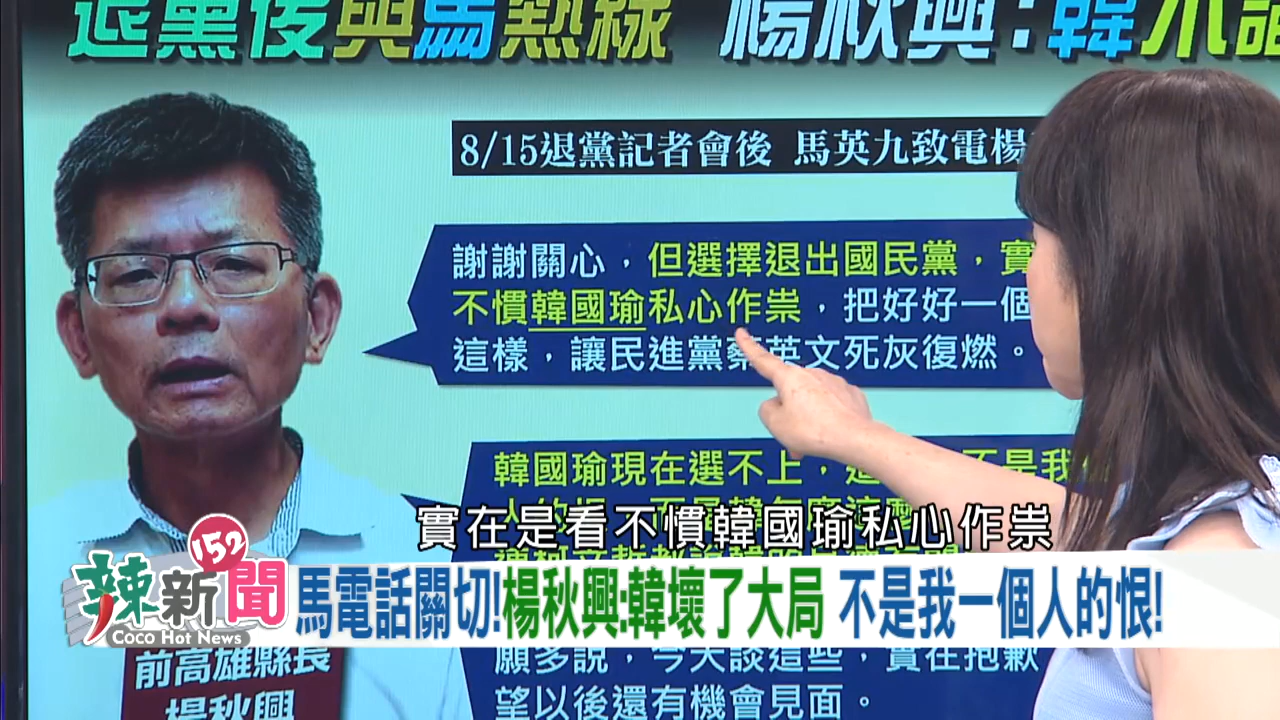 退黨後與馬熱線 楊秋興:韓不
8/15退黨記者會後 馬英九致電楊
謝謝關心，但選擇退出國民黨，實
不慣韓國瑜私心作祟，把好好一個
這樣，讓民進黨蔡英文死灰復燃。
韓國瑜現在選不上，這 不是我
實在是看不慣韓國瑜私心作祟
152
辣新聞
Coco Hot News
馬電話關切!楊秋興:韓壞了大局 不是我一個人的恨!
願多說，今天談這些，實在抱歉
望以後還有機會見面。
前高雄縣長
楊秋興